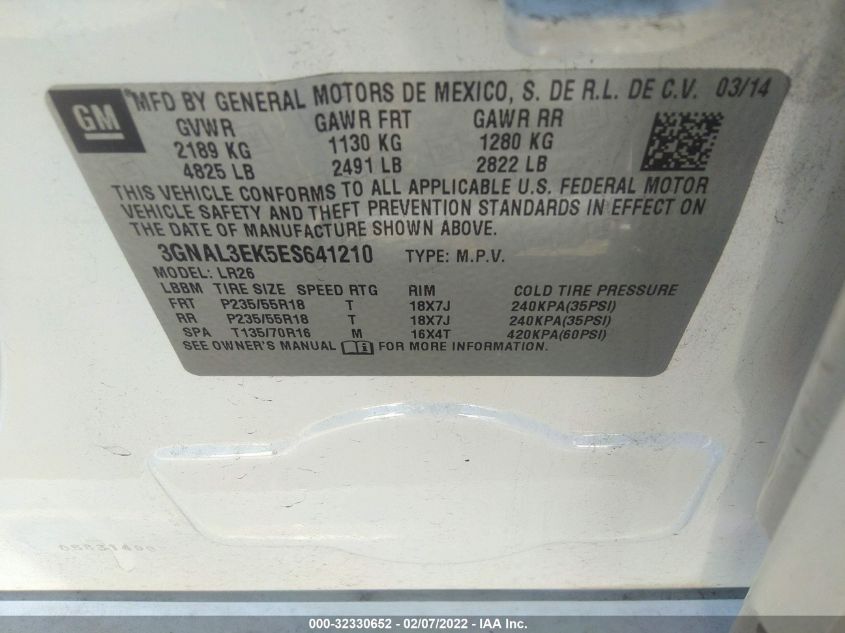 GM
MFD BY GENERAL MOTORS DE MEXICO, S. DE R.L. DE C.V. 03/14
GVWR GAWR FRT GAWR RR
2189 KG 1130 KG 1280 KG
4825 LB 2491 LB 2822 LB
THIS VEHICLE CONFORMS TO ALL APPLICABLE U.S. FEDERAL MOTOR
VEHICLE SAFETY AND THEFT PREVENTION STANDARDS IN EFFECT ON
THE DATE OF MANUFACTURE SHOWN ABOVE.
3GNAL3EK5ES641210 TYPE: M.P.V.
MODEL: LR26
LBBM TIRE SIZE SPEED RTG RIM COLD TIRE PRESSURE
FRT P235/55R18 T 18X7J 240KPA(35PSI)
RR P235/55R18 T 18X7J 240KPA(35PSI)
SPA T135/70R16 M 16X4T 420KPA(60PSI)
SEE OWNER'S MANUAL FOR MORE INFORMATION.
000-32330652 - 02/07/2022 - IAA Inc.